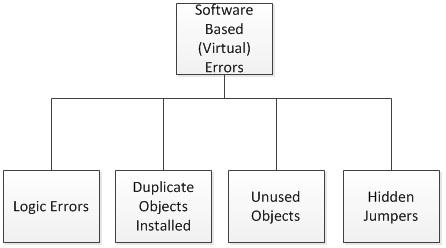 Software
Based
(Virtual)
Errors
Logic Errors
Duplicate
Objects
Installed
Unused
Objects
Hidden
Jumpers